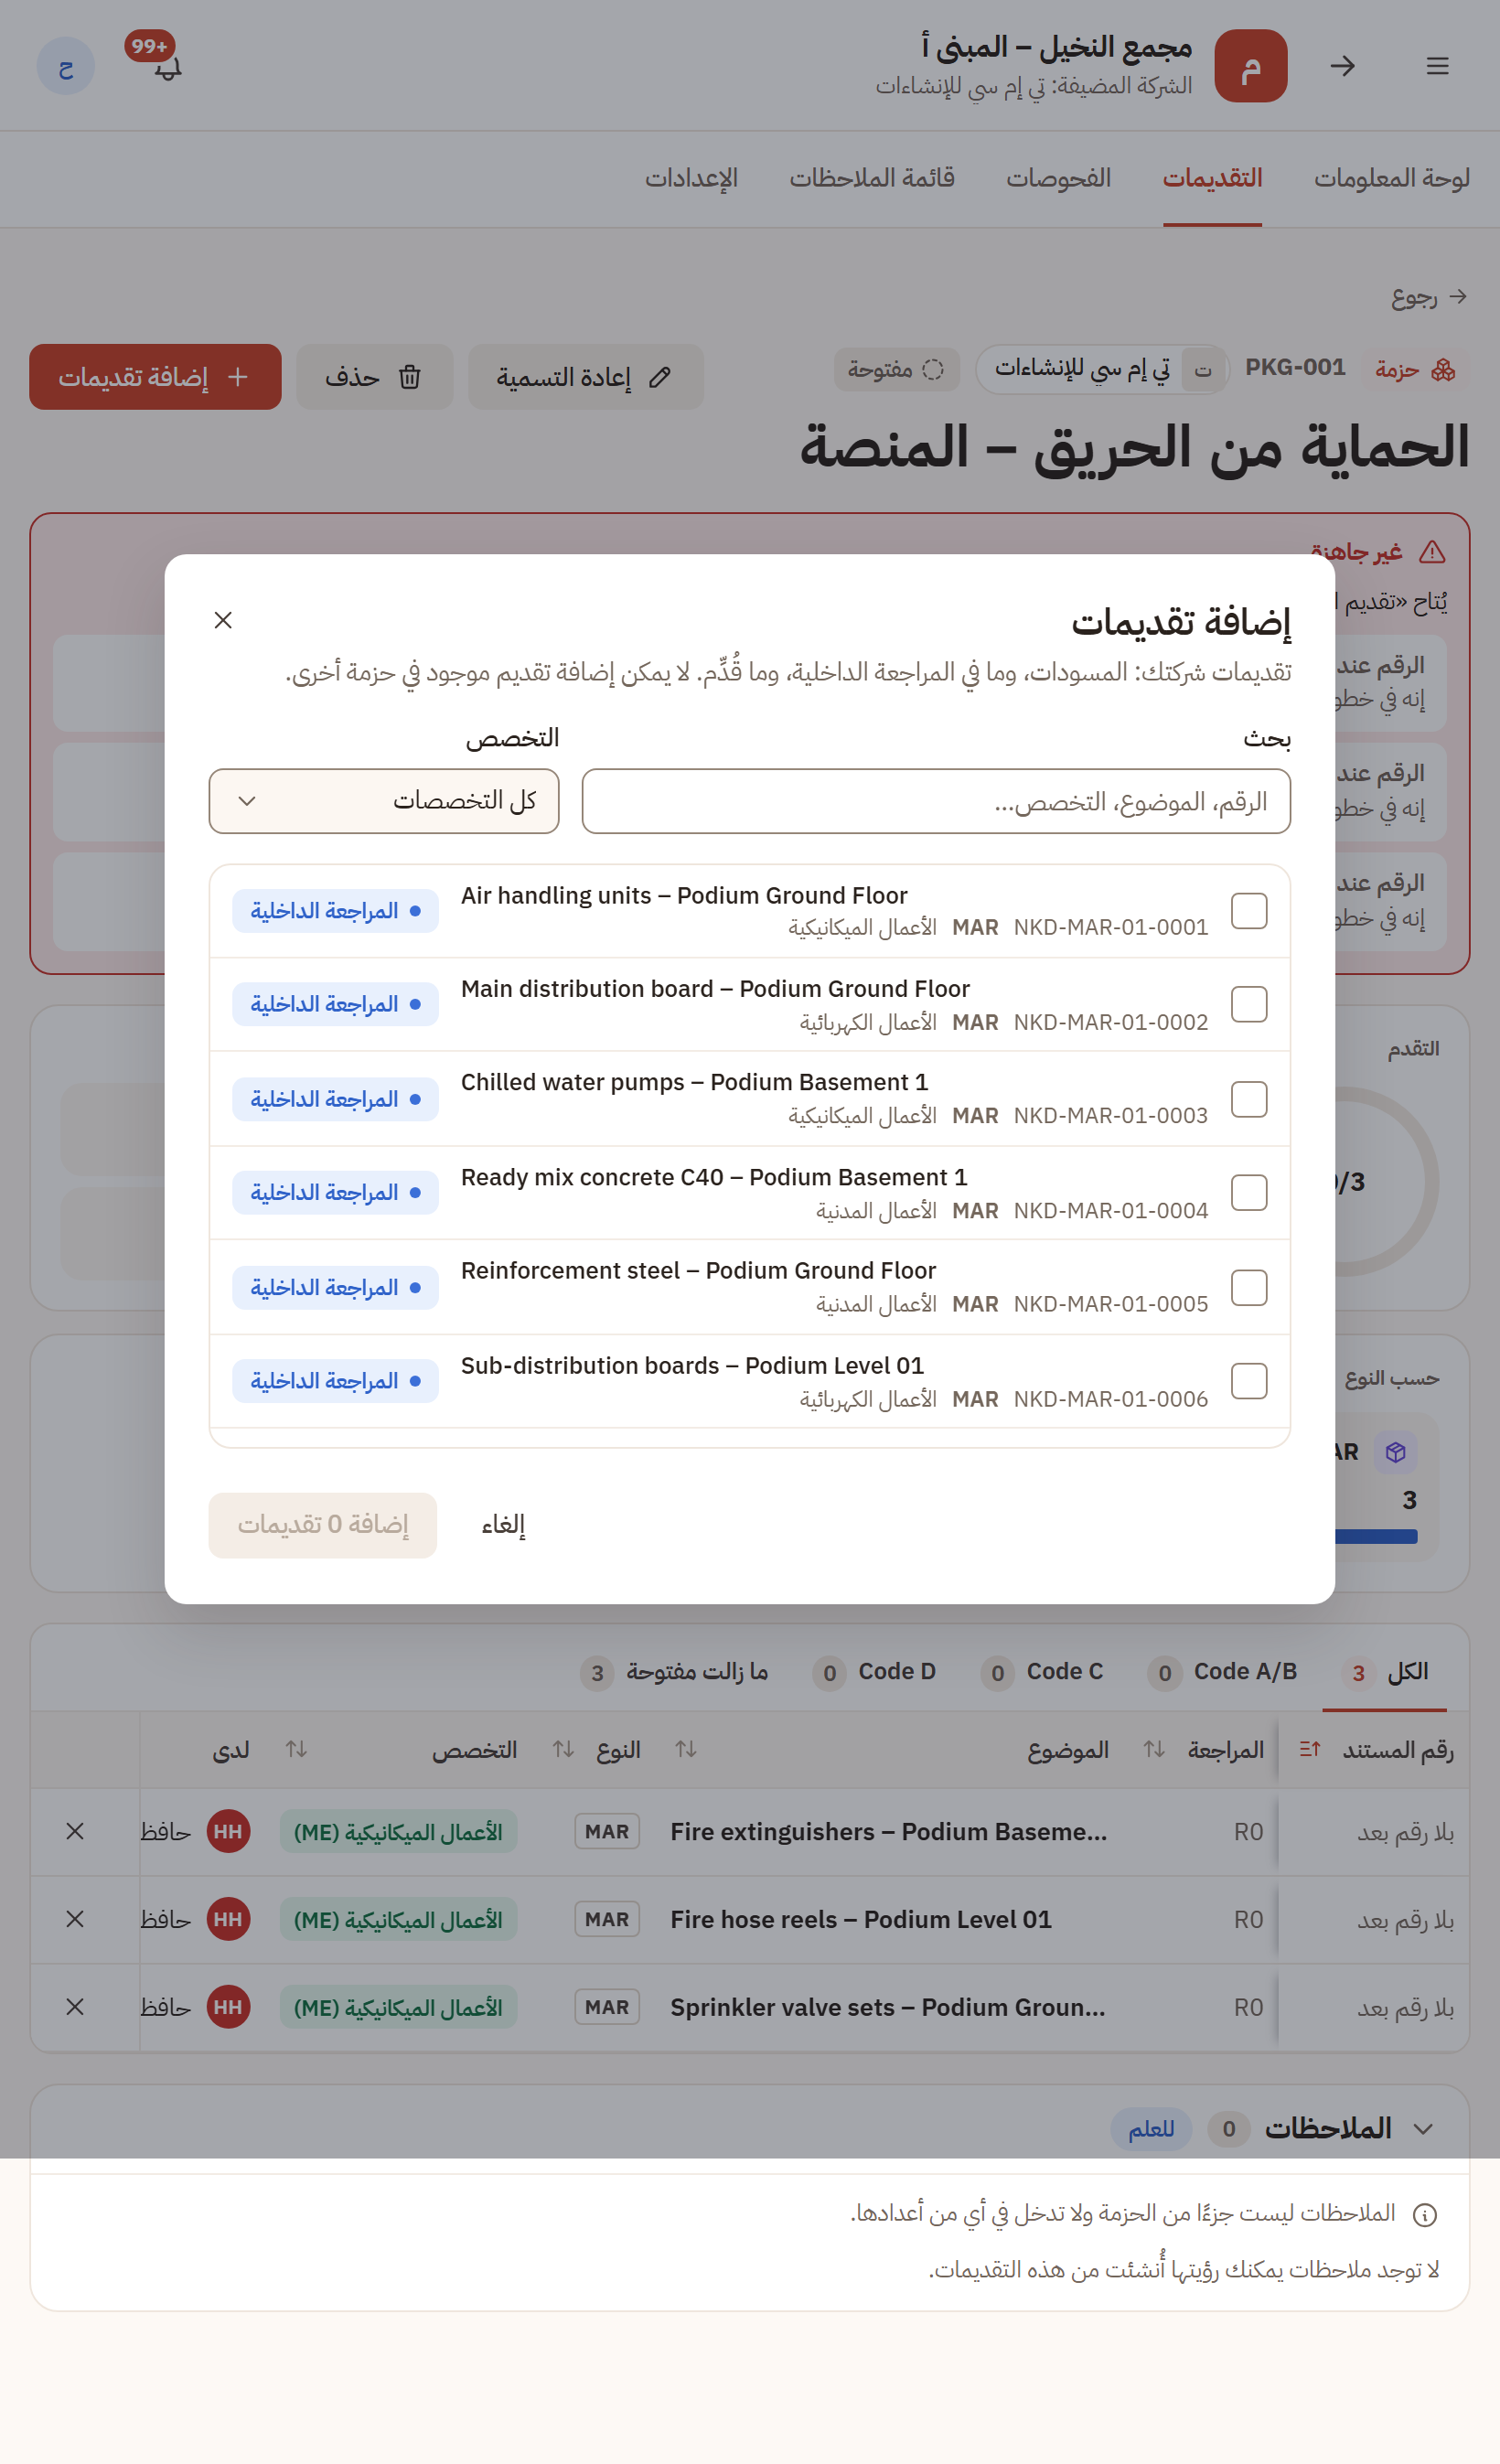 مجمع النخيل – المبنى أ
م
الشركة المضيفة: تي إم سي للإنشاءات
99+
ح
لوحة المعلومات
التقديمات
الفحوصات
قائمة الملاحظات
الإعدادات
رجوع
حزمة
PKG-001
ت
تي إم سي للإنشاءات
مفتوحة
إعادة التسمية
حذف
إضافة تقديمات
الحماية من الحريق – المنصة
غير جاهزة
يُتاح «تقديم
الرقم عند
إنه في
الرقم عند
إنه في
الرقم عند
إنه في
إضافة تقديمات
تقديمات شركتك: المسودات، وما في المراجعة الداخلية، وما قُدِّم. لا يمكن إضافة تقديم موجود في حزمة أخرى.
بحث
التخصص
الرقم، الموضوع، التخصص...
كل التخصصات
Air handling units – Podium Ground Floor
NKD-MAR-01-0001 MAR الأعمال الميكانيكية
المراجعة الداخلية
Main distribution board – Podium Ground Floor
NKD-MAR-01-0002 MAR الأعمال الكهربائية
المراجعة الداخلية
Chilled water pumps – Podium Basement 1
NKD-MAR-01-0003 MAR الأعمال الميكانيكية
المراجعة الداخلية
Ready mix concrete C40 – Podium Basement 1
NKD-MAR-01-0004 MAR الأعمال المدنية
المراجعة الداخلية
Reinforcement steel – Podium Ground Floor
NKD-MAR-01-0005 MAR الأعمال المدنية
المراجعة الداخلية
Sub-distribution boards – Podium Level 01
NKD-MAR-01-0006 MAR الأعمال الكهربائية
المراجعة الداخلية
إلغاء
إضافة 0 تقديمات
التقدم
/3
حسب النوع
3
الكل 3
Code A/B 0
Code C 0
Code D 0
ما زالت مفتوحة 3
رقم المستند
المراجعة
الموضوع
النوع
التخصص
لدى
بلا رقم بعد R0 Fire extinguishers – Podium Baseme... MAR الأعمال الميكانيكية (ME) HH حافظ
بلا رقم بعد R0 Fire hose reels – Podium Level 01 MAR الأعمال الميكانيكية (ME) HH حافظ
بلا رقم بعد R0 Sprinkler valve sets – Podium Groun... MAR الأعمال الميكانيكية (ME) HH حافظ
الملاحظات 0 للعلم
الملاحظات ليست جزءًا من الحزمة ولا تدخل في أي من أعدادها.
لا توجد ملاحظات يمكنك رؤيتها أُنشئت من هذه التقديمات.